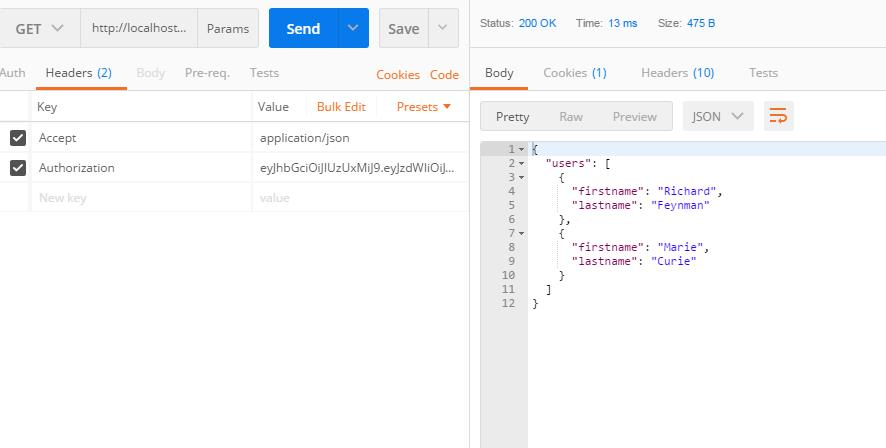 GET http://localhost... Params Send Save
Auth Headers (2) Body Pre-req. Tests Cookies Code
Key Value Bulk Edit Presets
Accept application/json
Authorization eyJhbGciOiJIUzUxMiJ9.eyJzdWIiOiJ...
New key value
Status: 200 OK Time: 13 ms Size: 475 B
Body Cookies (1) Headers (10) Tests
Pretty Raw Preview JSON
1 {
2 "users": [
3 {
4 "firstname": "Richard",
5 "lastname": "Feynman"
6 },
7 {
8 "firstname": "Marie",
9 "lastname": "Curie"
10 }
11 ]
12 }